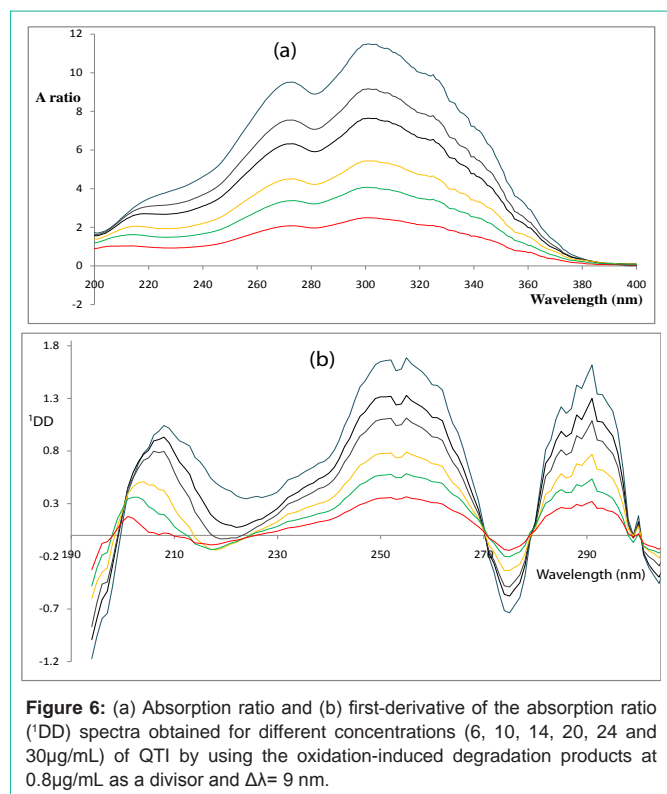 (a)
12
A ratio
10
8
6
4
2
0
-2
200 220 240 260 280 300 320 340 360 380 400
Wavelength (nm)
(b)
1.8
1.3
¹DD
0.8
0.3
-0.2
190 210 230 250 270 290
Wavelength (nm)
-0.7
-1.2
Figure 6: (a) Absorption ratio and (b) first-derivative of the absorption ratio
(¹DD) spectra obtained for different concentrations (6, 10, 14, 20, 24 and
30µg/mL) of QTI by using the oxidation-induced degradation products at
0.8µg/mL as a divisor and Δλ= 9 nm.